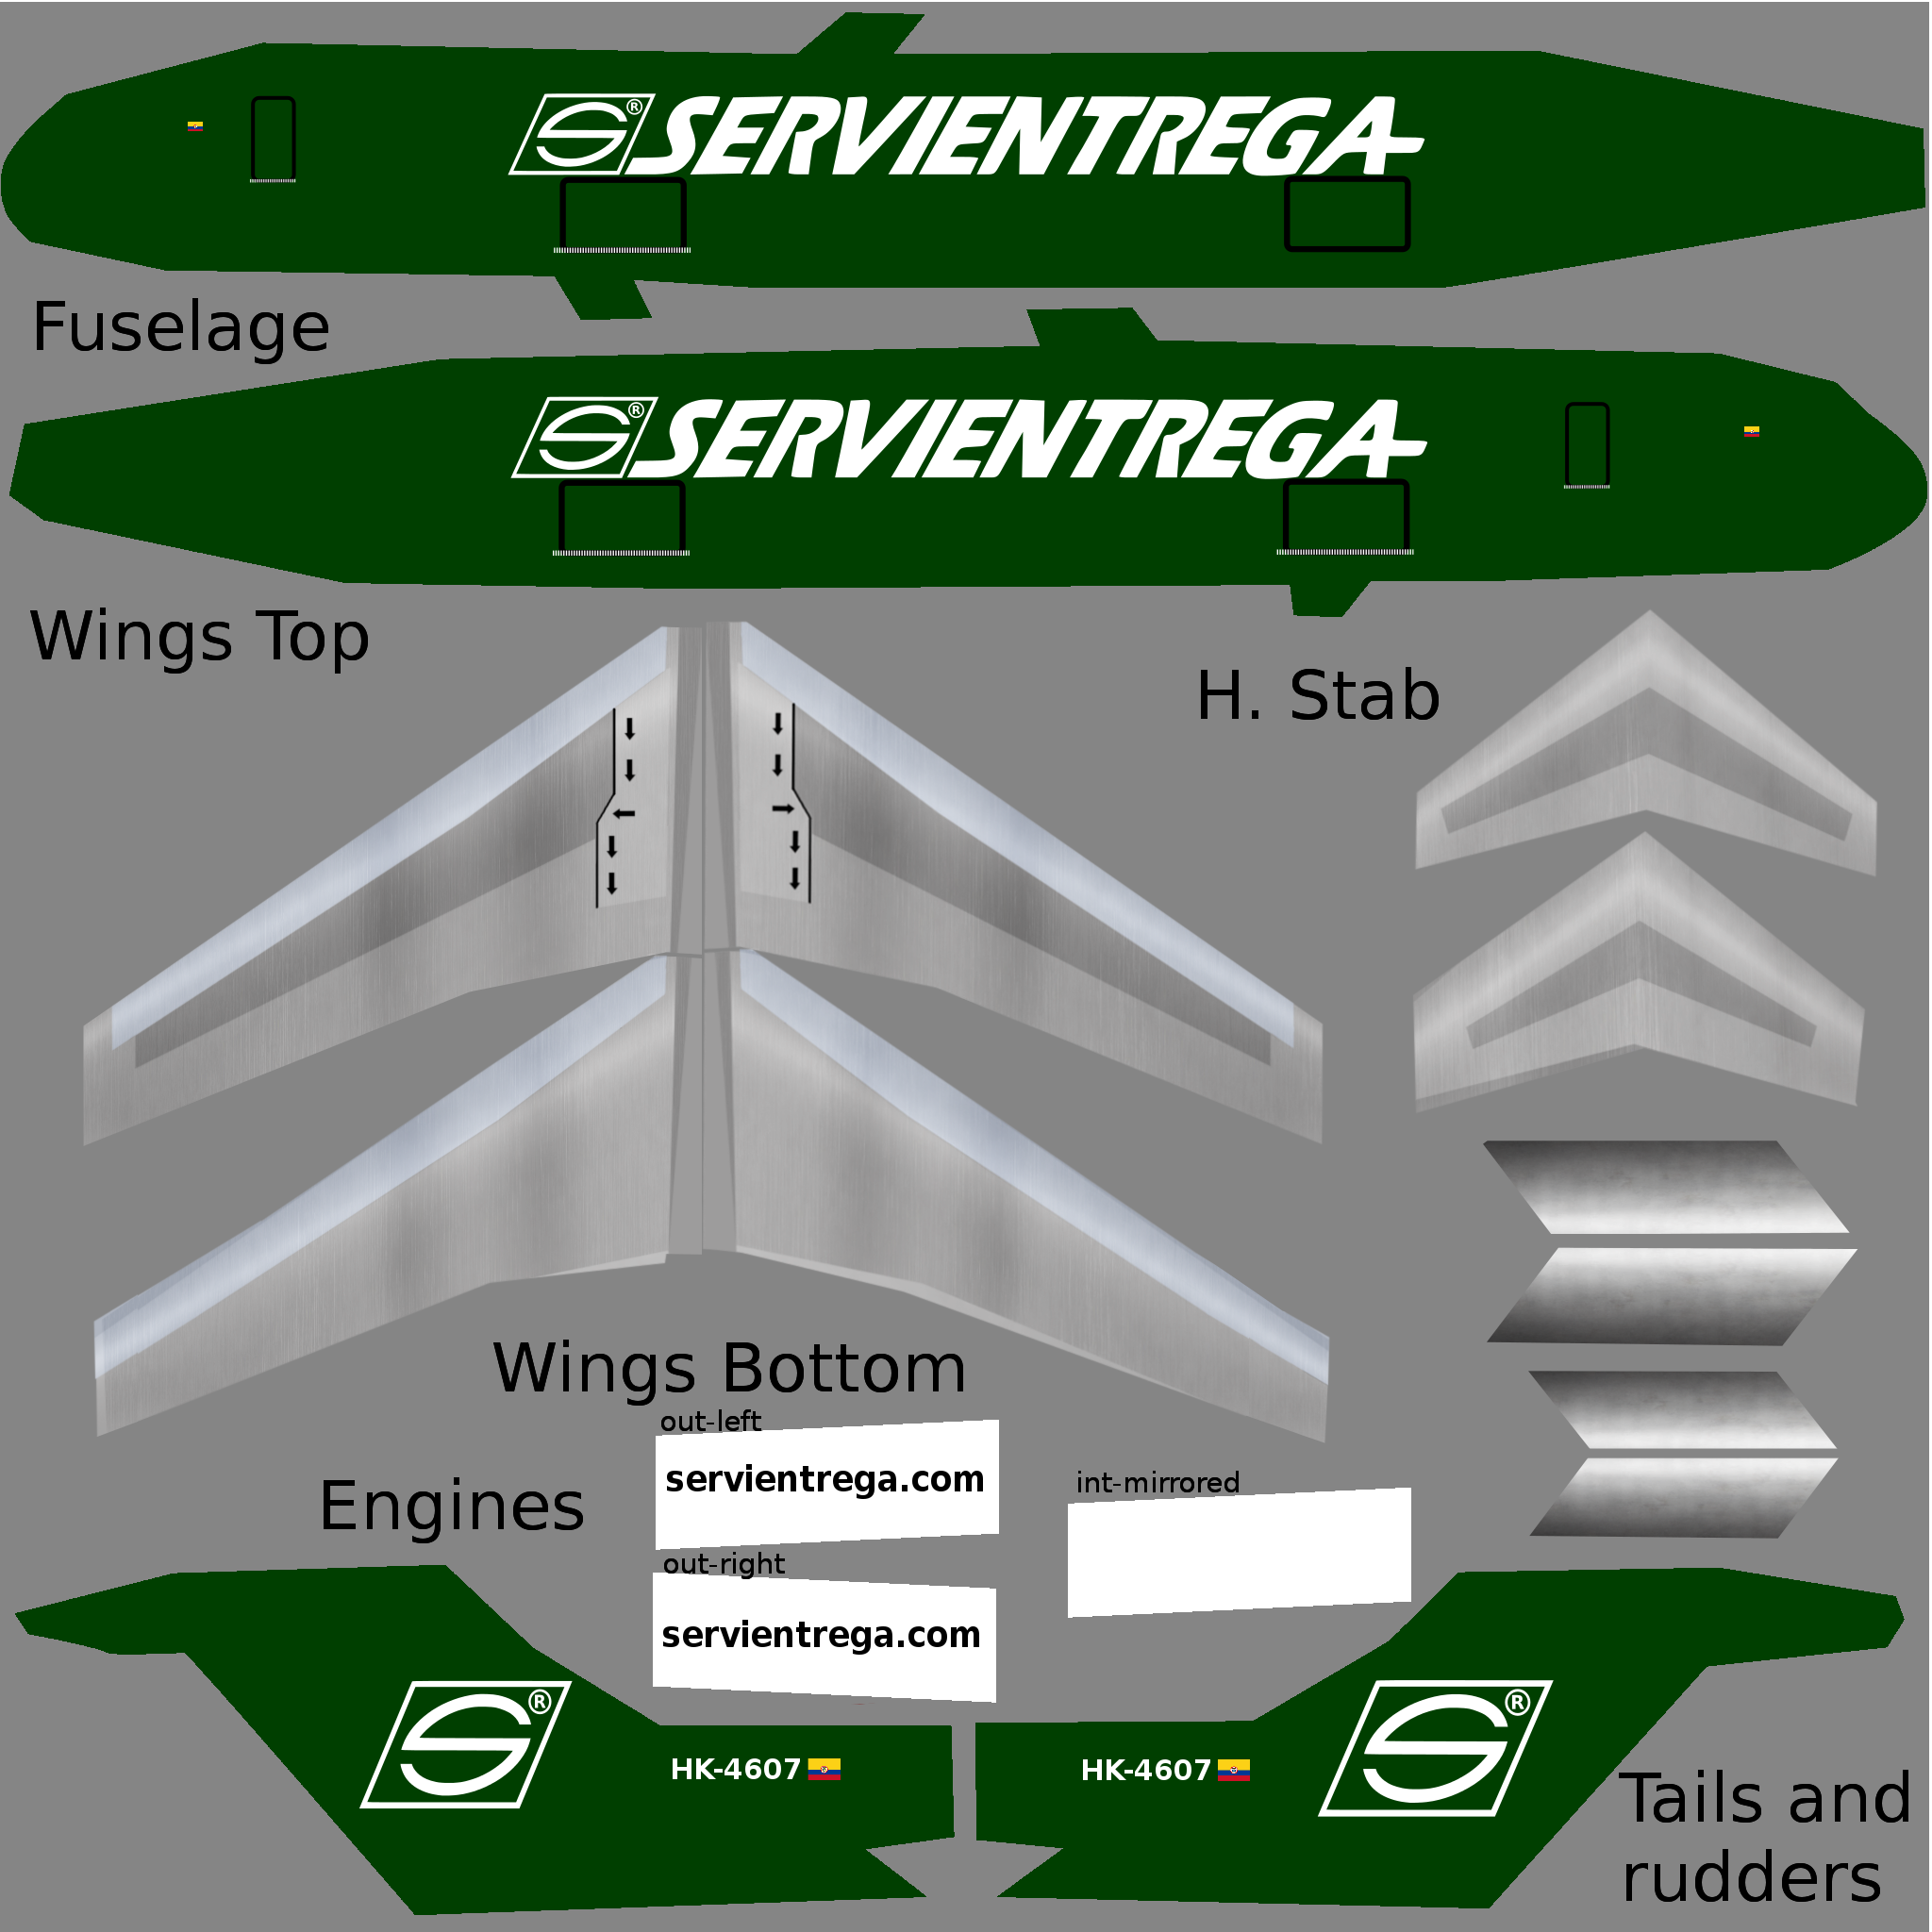 ® SERVIENTREGA
Fuselage
® SERVIENTREGA
Wings Top
H. Stab
Wings Bottom
out-left
servientrega.com
Engines
int-mirrored
out-right
servientrega.com
®
HK-4607
HK-4607
®
Tails and
rudders